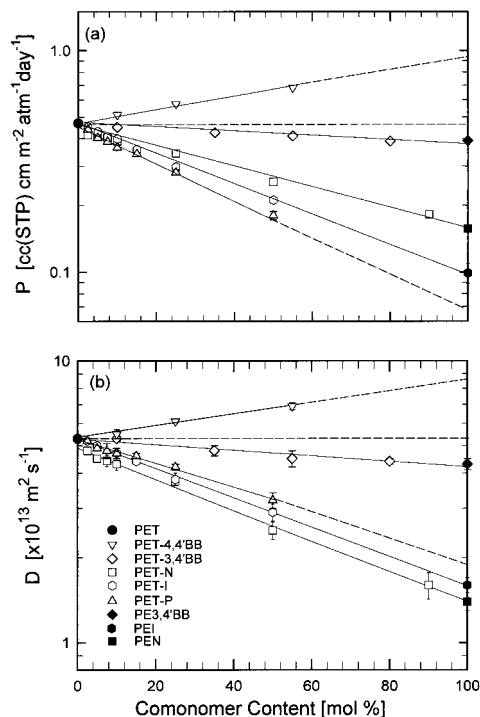 (a)
1.0
0.1
P [cc(STP) cm m-2 atm-1day-1]
(b)
10
1
D [x10¹³ m² s⁻¹]
PET
PET-4,4'BB
PET-3,4'BB
PET-N
PET-I
PET-P
PE3,4'BB
PEI
PEN
0 20 40 60 80 100
Comonomer Content [mol %]